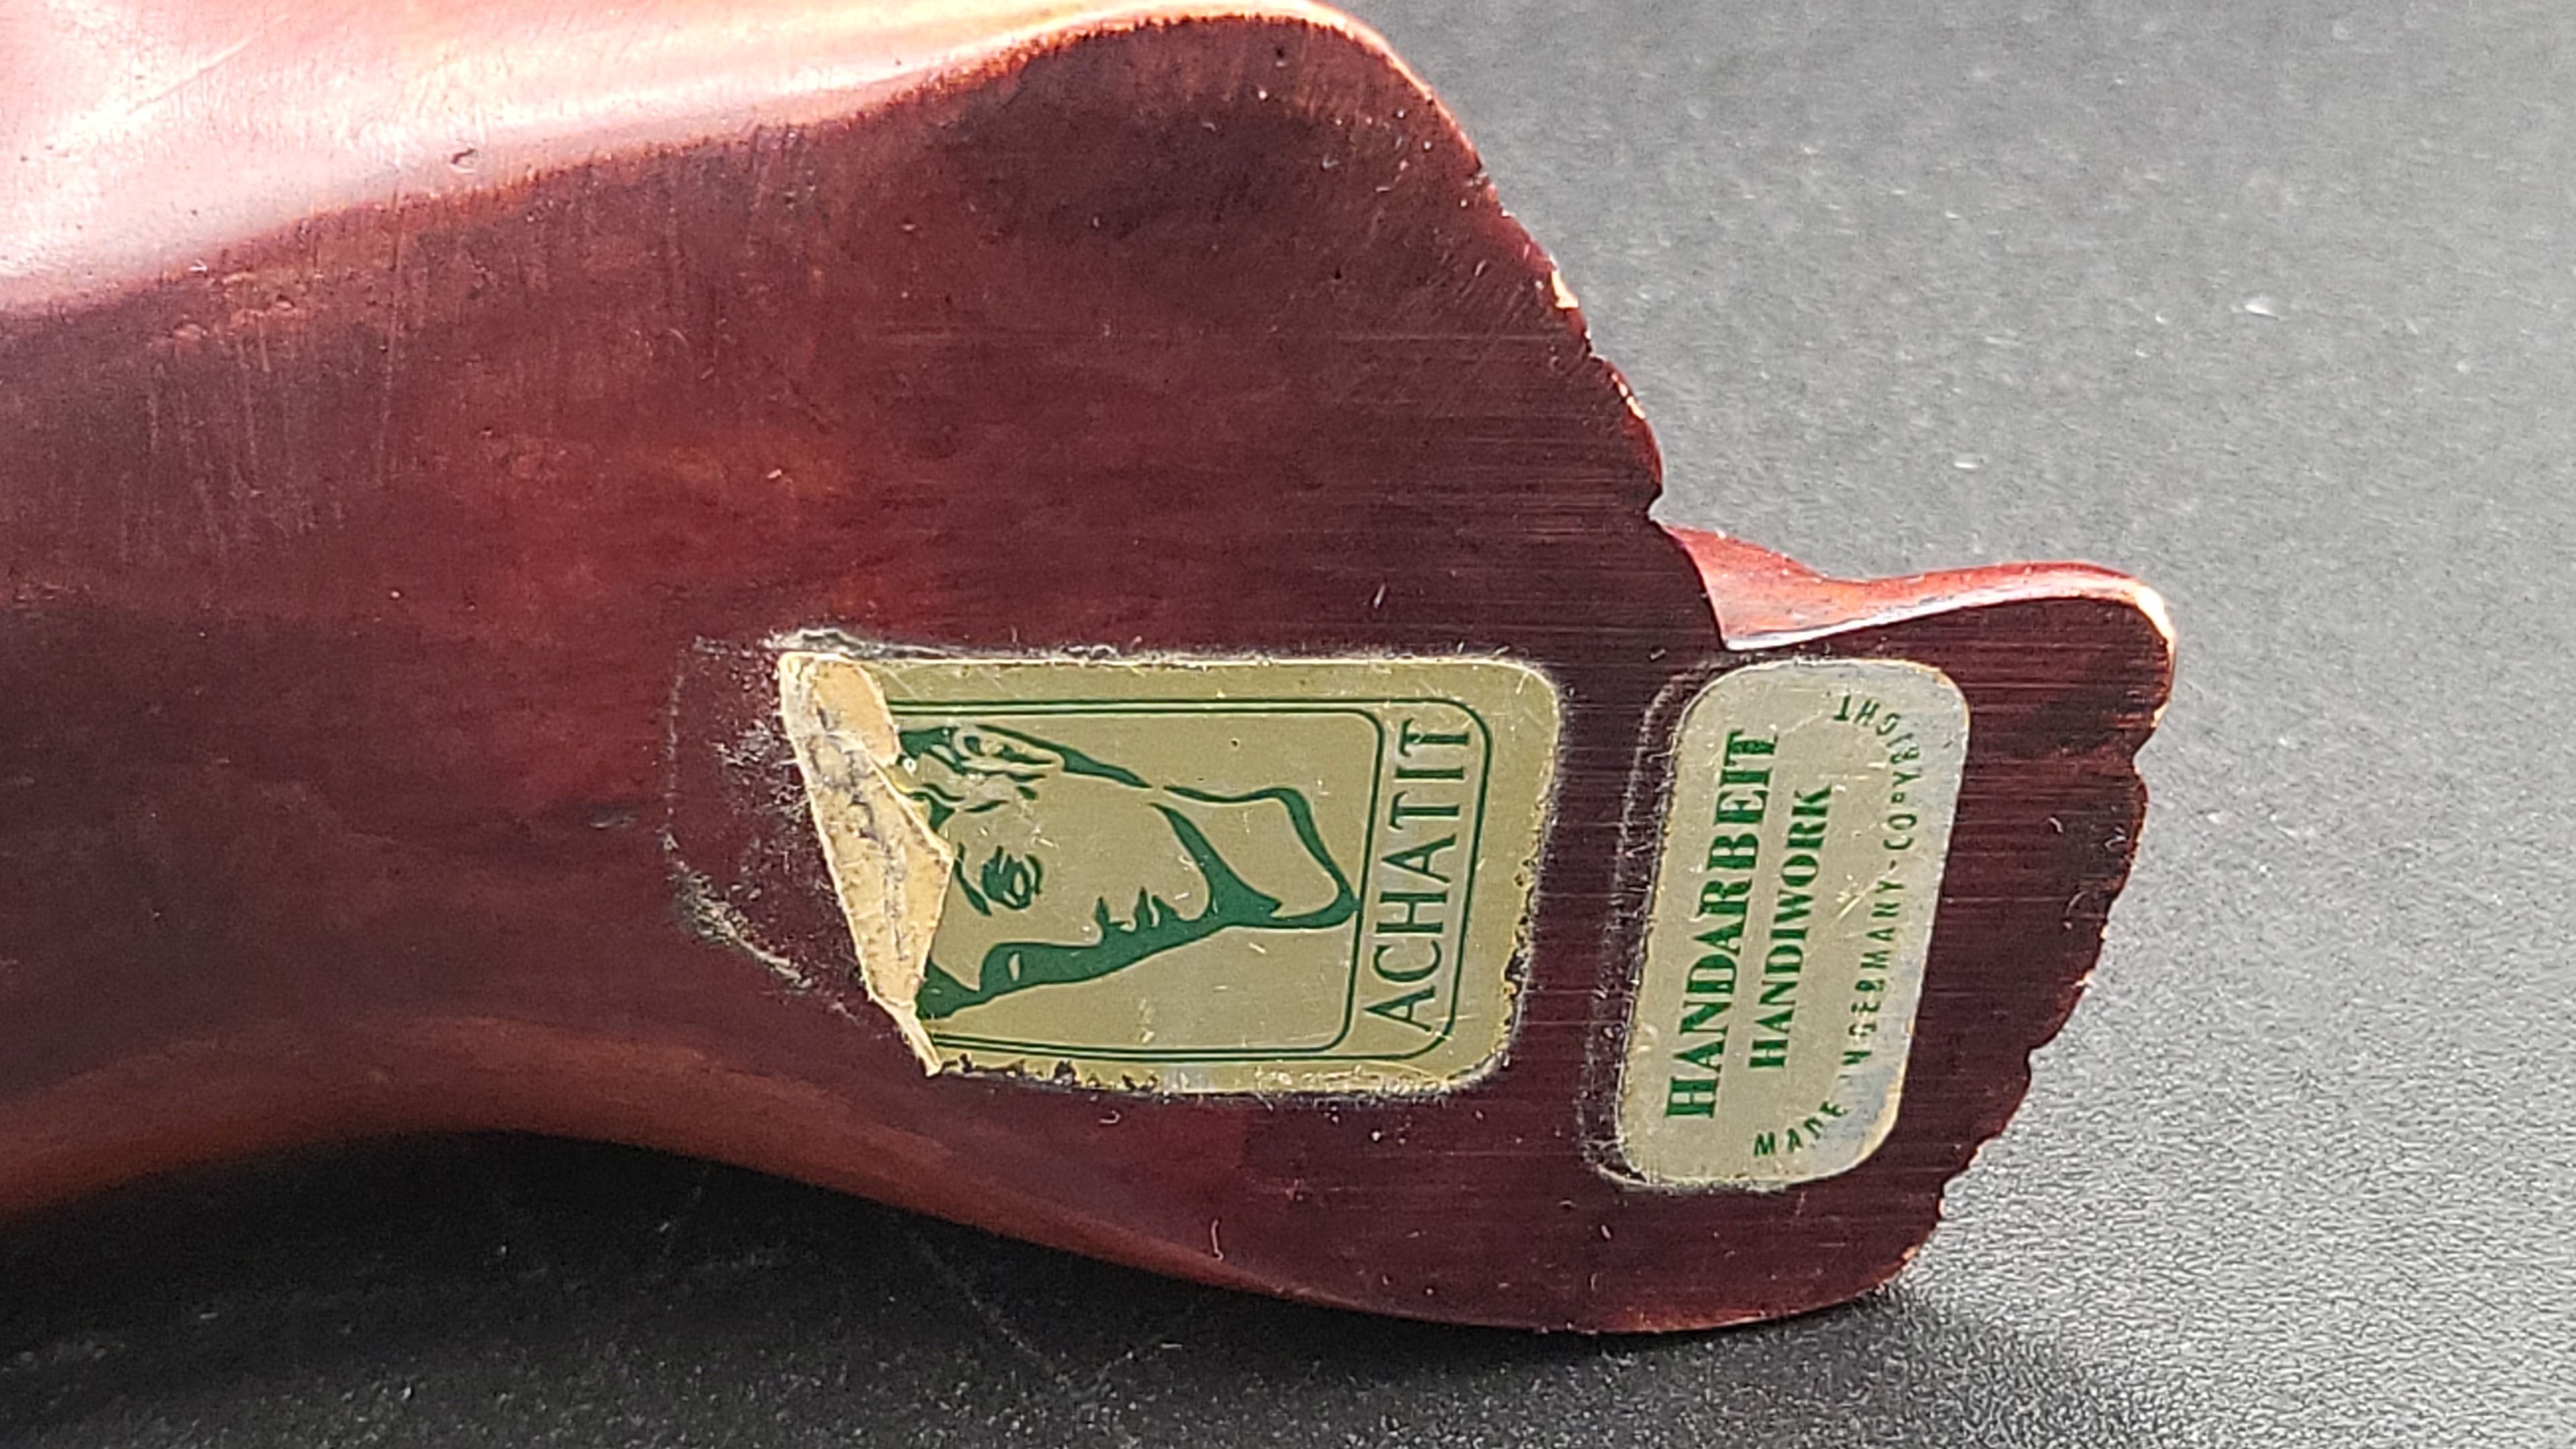 ACHATIT
HANDARBEIT
HANDIWORK
MADE IN GERMANY-COPYRIGHT